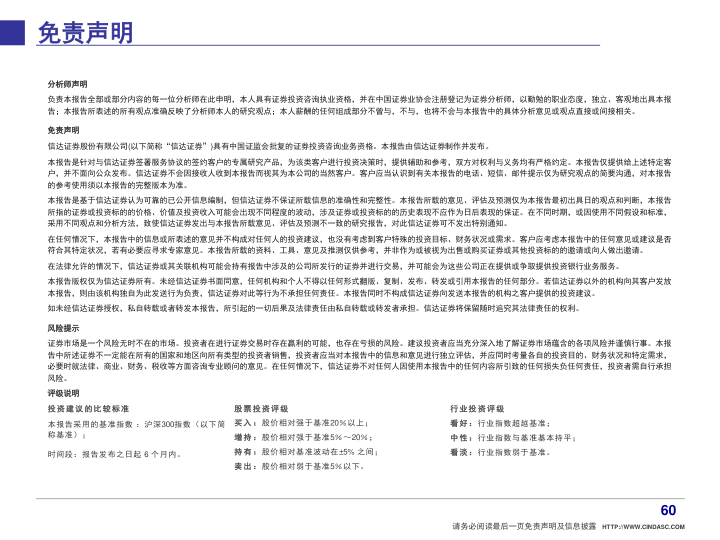 免责声明
分析师声明
负责本报告全部或部分内容的每一位分析师在此申明，本人具有证券投资咨询执业资格，并在中国证券业协会注册登记为证券分析师，以勤勉的职业态度，独立、客观地出具本报
告；本报告所表述的所有观点准确反映了分析师本人的研究观点；本人薪酬的任何组成部分不曾与，不与，也将不会与本报告中的具体分析意见或观点直接或间接相关。
免责声明
信达证券股份有限公司(以下简称“信达证券”)具有中国证监会批复的证券投资咨询业务资格。本报告由信达证券制作并发布。
本报告是针对与信达证券签署服务协议的签约客户的专属研究产品，为该类客户进行投资决策时，提供辅助和参考，双方对权利与义务均有严格约定。本报告仅提供给上述特定客
户，并不面向公众发布。信达证券不会因接收人收到本报告而视其为本公司的当然客户。客户应当认识到有关本报告的电话、短信、邮件提示仅为研究观点的简要沟通，对本报告
的参考使用须以本报告的完整版本为准。
本报告是基于信达证券认为可靠的已公开信息编制，但信达证券不保证所载信息的准确性和完整性。本报告所载的意见、评估及预测仅为本报告最初出具日的观点和判断，本报告
所指的证券或投资标的的价格、价值及投资收入可能会出现不同程度的波动，涉及证券或投资标的的历史表现不应作为日后表现的保证。在不同时期，或因使用不同假设和标准，
采用不同观点和分析方法，致使信达证券发出与本报告所载意见、评估及预测不一致的研究报告，对此信达证券可不发出特别通知。
在任何情况下，本报告中的信息或所表述的意见并不构成对任何人的投资建议，也没有考虑到客户特殊的投资目标、财务状况或需求。客户应考虑本报告中的任何意见或建议是否
符合其特定状况，若有必要应寻求专家意见。本报告所载的资料、工具、意见及推测仅供参考，并非作为或被视为出售或购买证券或其他投资标的的邀请或向人做出邀请。
在法律允许的情况下，信达证券或其关联机构可能会持有报告中涉及的公司所发行的证券并进行交易，并可能会为这些公司正在提供或争取提供投资银行业务服务。
本报告版权仅为信达证券所有。未经信达证券书面同意，任何机构和个人不得以任何形式翻版、复制、发布、转发或引用本报告的任何部分。若信达证券以外的机构向其客户发放
本报告，则由该机构独自为此发送行为负责，信达证券对此等行为不承担任何责任。本报告同时不构成信达证券向发送本报告的机构之客户提供的投资建议。
如未经信达证券授权，私自转载或者转发本报告，所引起的一切后果及法律责任由私自转载或转发者承担。信达证券将保留随时追究其法律责任的权利。
风险提示
证券市场是一个风险无时不在的市场。投资者在进行证券交易时存在赢利的可能，也存在亏损的风险。建议投资者应当充分深入地了解证券市场蕴含的各项风险并谨慎行事。本报
告中所述证券不一定能在所有的国家和地区向所有类型的投资者销售，投资者应当对本报告中的信息和意见进行独立评估，并应同时考量各自的投资目的、财务状况和特定需求，
必要时就法律、商业、财务、税收等方面咨询专业顾问的意见。在任何情况下，信达证券不对任何人因使用本报告中的任何内容所引致的任何损失负任何责任，投资者需自行承担
风险。
评级说明
投资建议的比较标准
本报告采用的基准指数 ：沪深300指数（以下简
称基准）；
时间段：报告发布之日起 6 个月内。
股票投资评级
买入：股价相对强于基准20％以上；
增持：股价相对强于基准5％～20％；
持有：股价相对基准波动在±5% 之间；
卖出：股价相对弱于基准5％以下。
行业投资评级
看好：行业指数超越基准；
中性：行业指数与基准基本持平；
看淡：行业指数弱于基准。
60
请务必阅读最后一页免责声明及信息披露 HTTP://WWW.CINDASC.COM